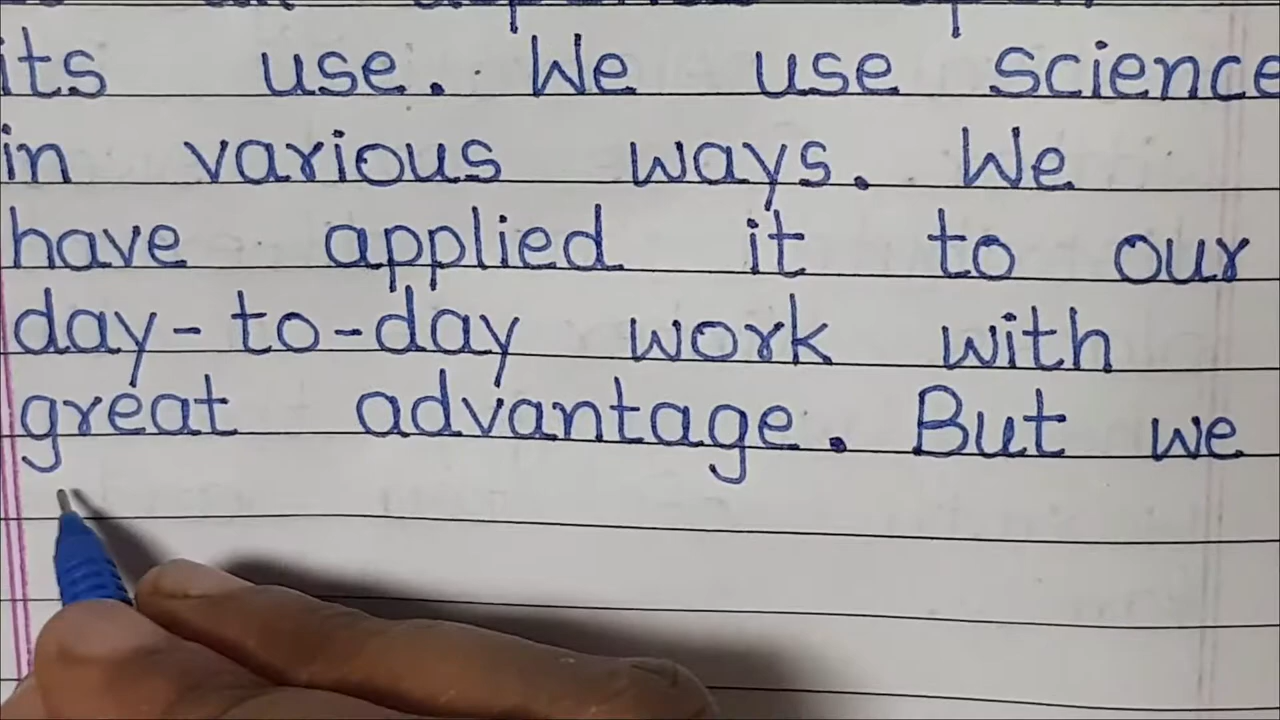 its use. We use science
in various ways. We
have applied it to our
day-to-day work with
great advantage. But we